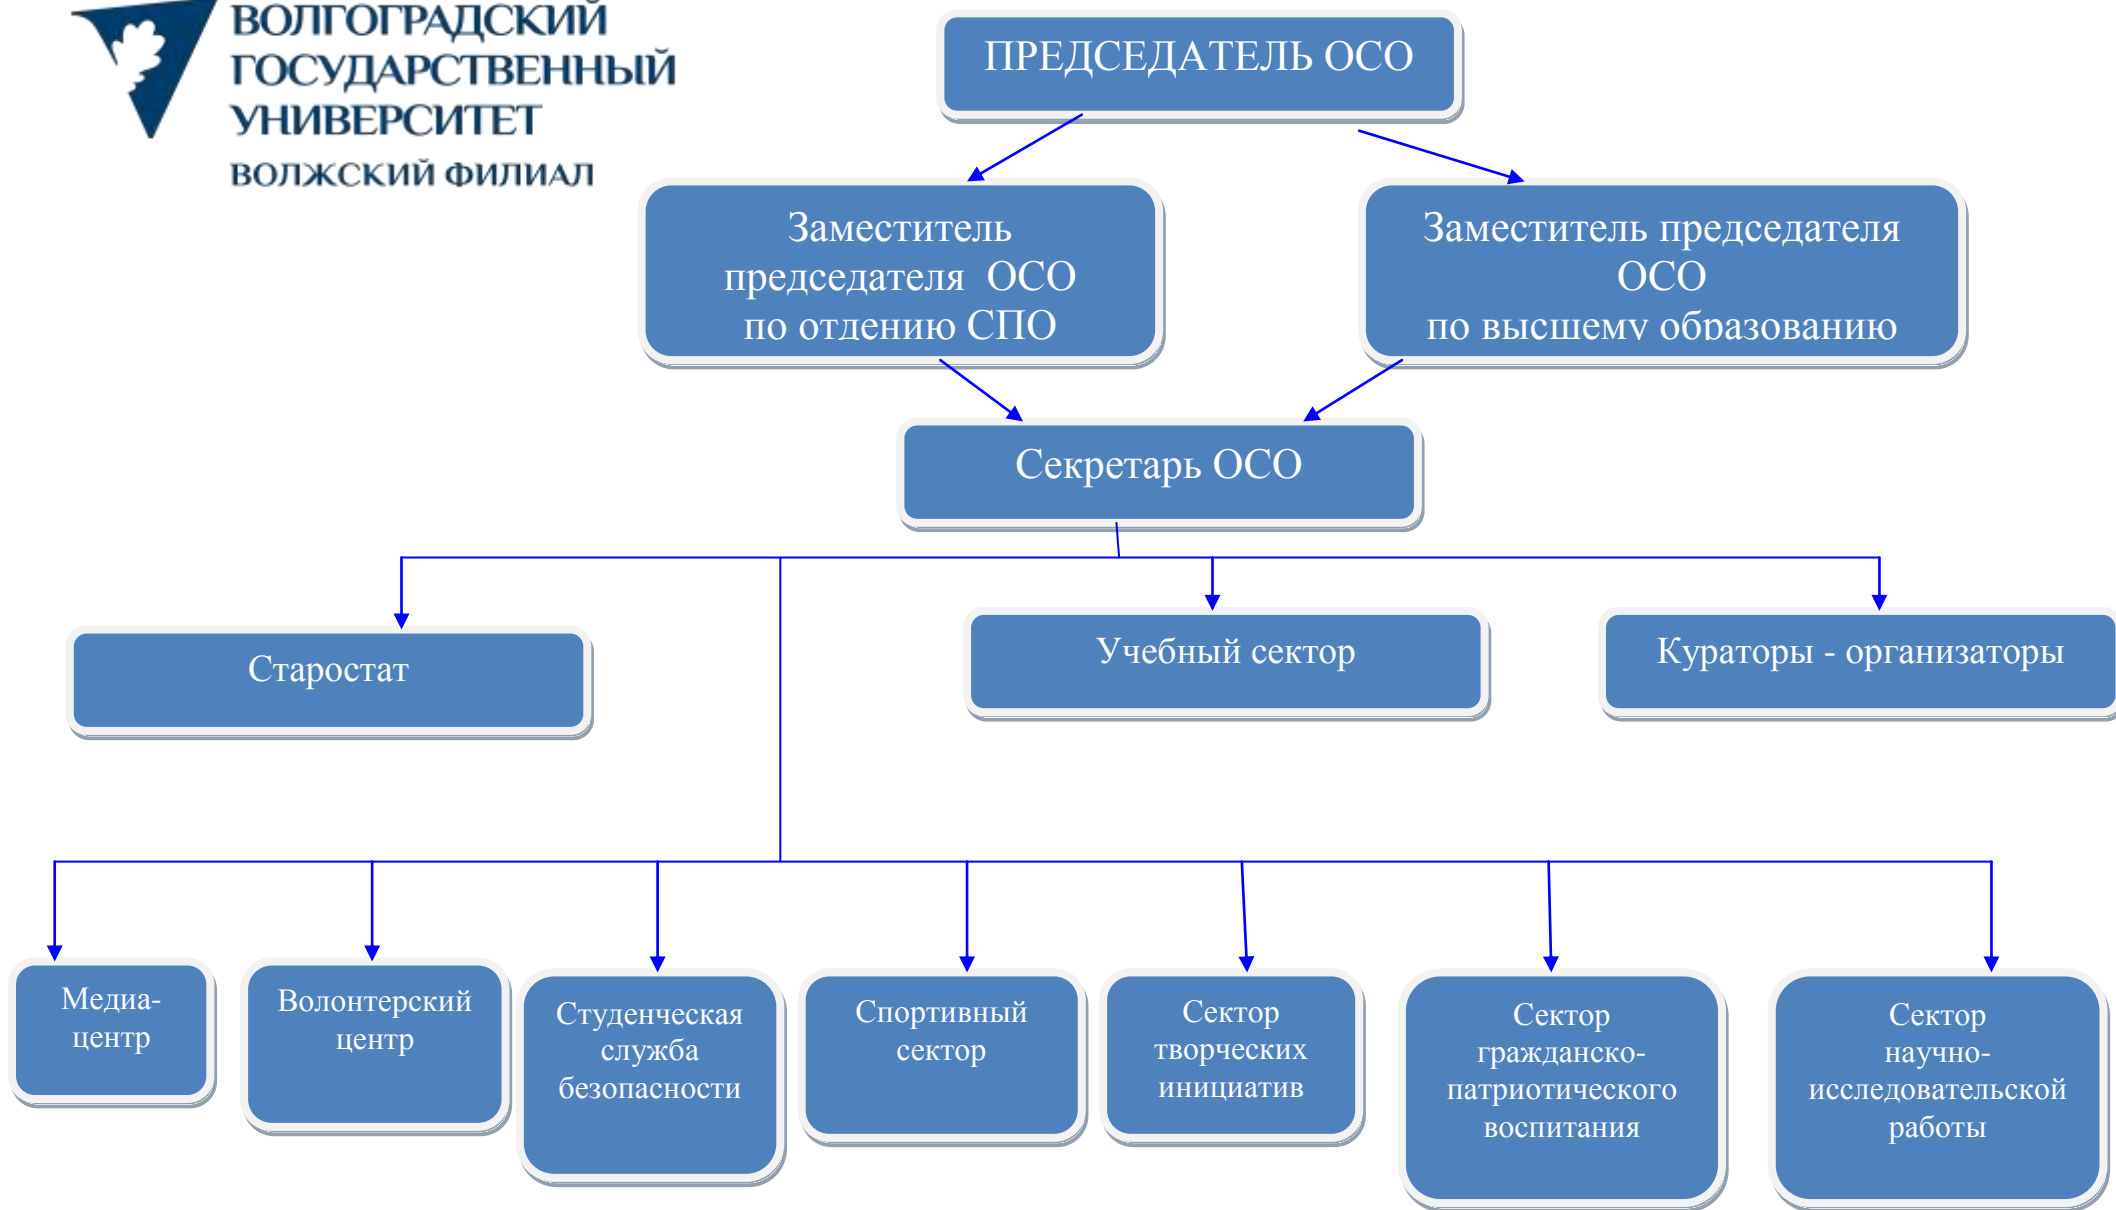 ВОЛГОГРАДСКИЙ
ГОСУДАРСТВЕННЫЙ
УНИВЕРСИТЕТ
ВОЛЖСКИЙ ФИЛИАЛ
ПРЕДСЕДАТЕЛЬ ОСО
Заместитель
председателя ОСО
по отдению СПО
Заместитель председателя
ОСО
по высшему образованию
Секретарь ОСО
Старостат
Учебный сектор
Кураторы - организаторы
Медиа-
центр
Волонтерский
центр
Студенческая
служба
безопасности
Спортивный
сектор
Сектор
творческих
инициатив
Сектор
гражданско-
патриотического
воспитания
Сектор
научно-
исследовательской
работы